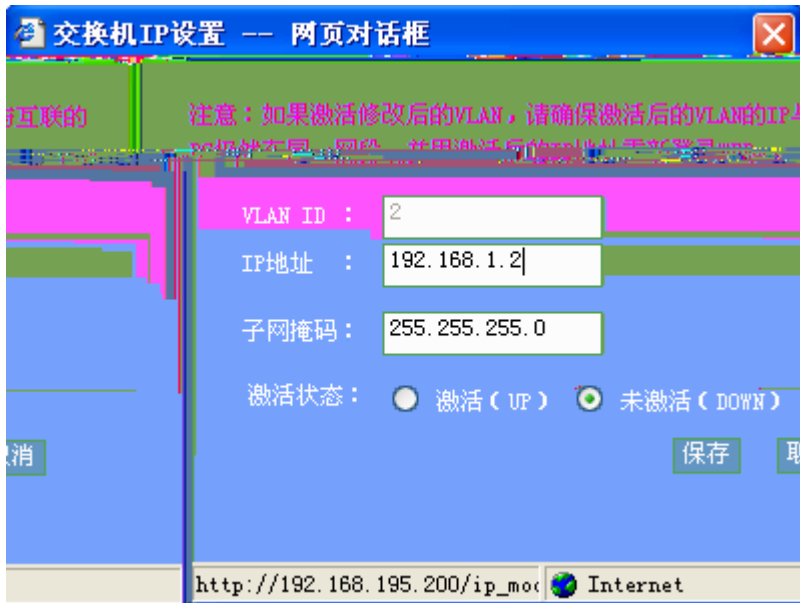 交换机IP设置 -- 网页对话框
互联的
注意：如果激活修改后的VLAN，请确保激活后的VLAN的IP与
VLAN ID ：
2
IP地址 ：
192.168.1.2
子网掩码：
255.255.255.0
激活状态：
激活（UP）
未激活（DOWN）
消
保存
取
http://192.168.195.200/ip_mo
Internet